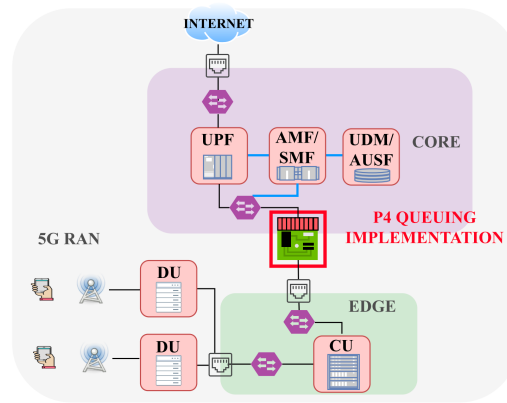 INTERNET
UPF
AMF/
SMF
UDM/
AUSF
CORE
P4 QUEUING
IMPLEMENTATION
5G RAN
DU
EDGE
DU
CU